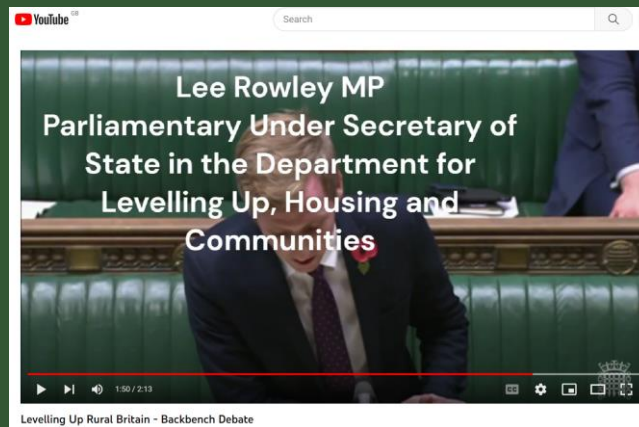 YouTube GB
Search
Lee Rowley MP
Parliamentary Under Secretary of
State in the Department for
Levelling Up, Housing and
Communities
1:50 / 2:13
CC
Levelling Up Rural Britain - Backbench Debate